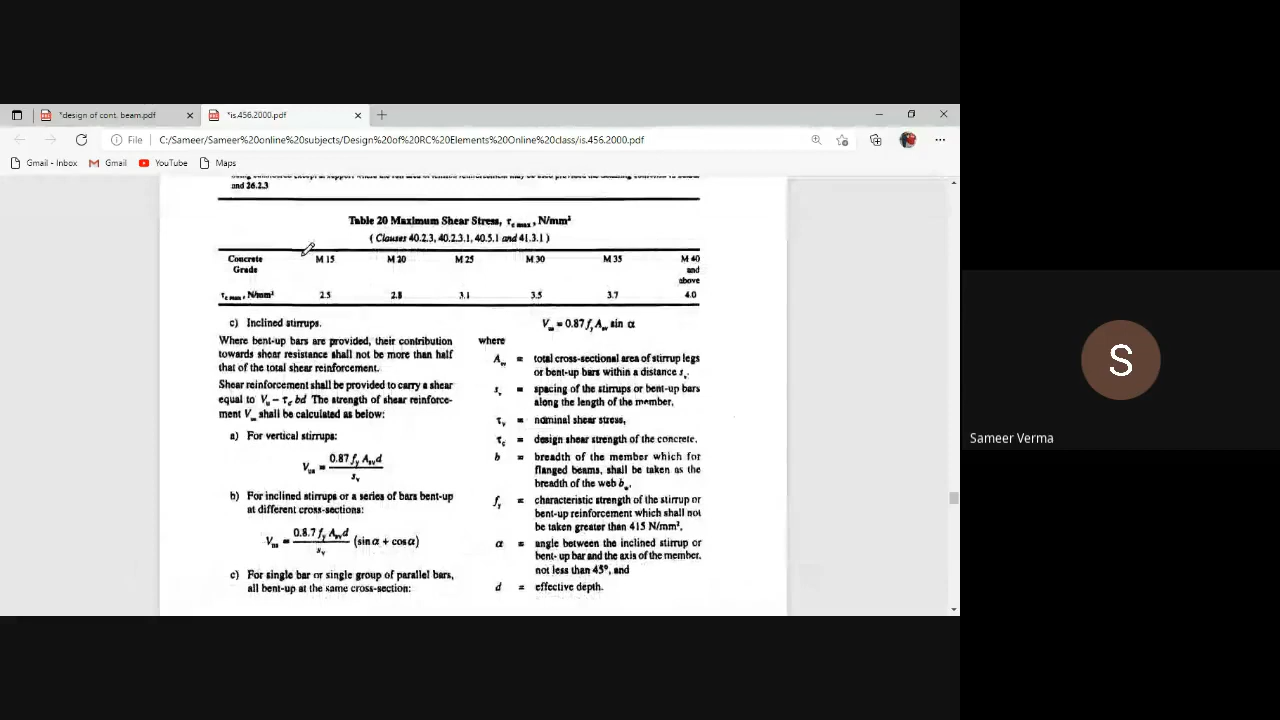 *design of cont. beam.pdf
*is.456.2000.pdf
File
C:/Sameer/Sameer%20online%20subjects/Design%20of%20RC%20Elements%20Online%20class/is.456.2000.pdf
Gmail - Inbox
Gmail
YouTube
Maps
and 26.2.3
Table 20 Maximum Shear Stress, τc max, N/mm²
( Clauses 40.2.3, 40.2.3.1, 40.5.1 and 41.3.1 )
Concrete Grade M 15 M 20 M 25 M 30 M 35 M 40 and above
τc max, N/mm² 2.5 2.8 3.1 3.5 3.7 4.0
c) Inclined stirrups.
Where bent-up bars are provided, their contribution
towards shear resistance shall not be more than half
that of the total shear reinforcement.
Shear reinforcement shall be provided to carry a shear
equal to Vu – τc bd The strength of shear reinforce-
ment Vus shall be calculated as below:
a) For vertical stirrups:
Vus = 0.87 fy Asv d / sv
b) For inclined stirrups or a series of bars bent-up
at different cross-sections:
Vus = 0.8.7 fy Asv d / sv (sin α + cos α)
c) For single bar or single group of parallel bars,
all bent-up at the same cross-section:
Vus = 0.87 fy Asv sin α
where
Asv = total cross-sectional area of stirrup legs
or bent-up bars within a distance sv.
sv = spacing of the stirrups or bent-up bars
along the length of the member,
τv = nominal shear stress,
τc = design shear strength of the concrete,
b = breadth of the member which for
flanged beams, shall be taken as the
breadth of the web bw,
fy = characteristic strength of the stirrup or
bent-up reinforcement which shall not
be taken greater than 415 N/mm²,
α = angle between the inclined stirrup or
bent- up bar and the axis of the member,
not less than 45°, and
d = effective depth.
S
Sameer Verma